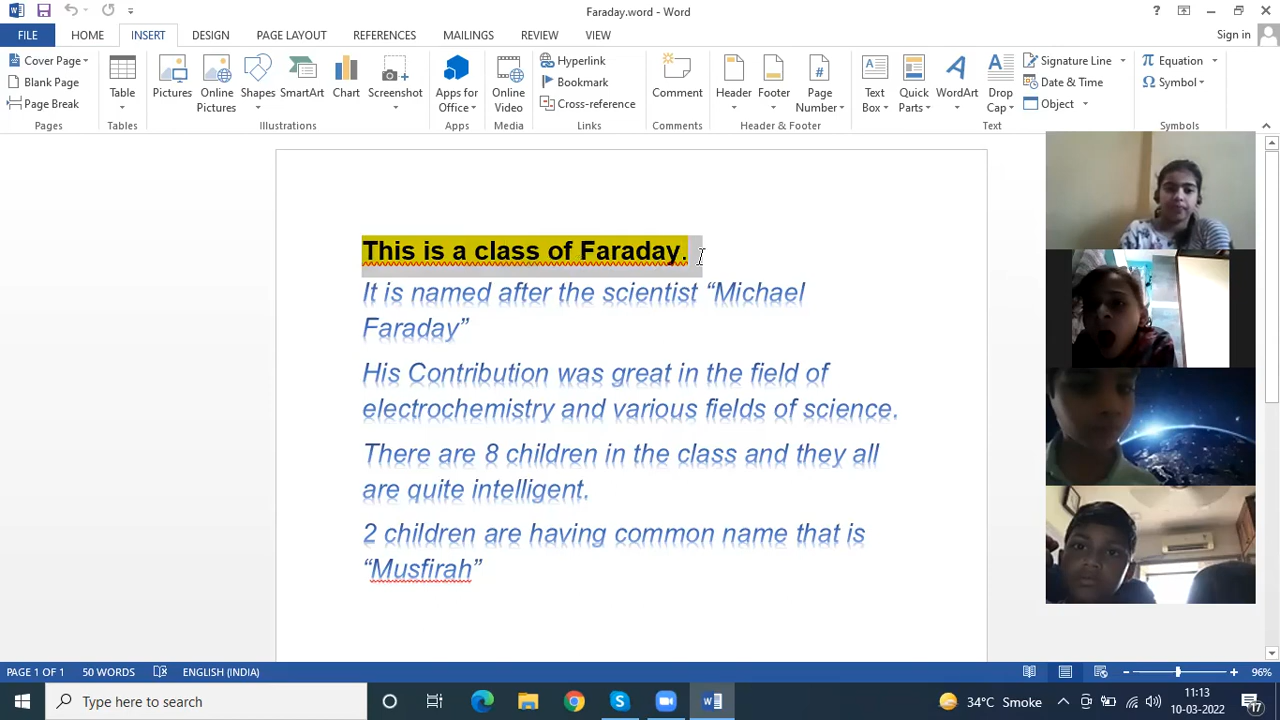 Faraday.word - Word
Sign in
FILE HOME INSERT DESIGN PAGE LAYOUT REFERENCES MAILINGS REVIEW VIEW
Cover Page
Blank Page
Page Break
Pages
Table
Tables
Pictures
Online Pictures
Shapes
SmartArt
Chart
Screenshot
Illustrations
Apps for Office
Apps
Online Video
Media
Hyperlink
Bookmark
Cross-reference
Links
Comment
Comments
Header
Footer
Page Number
Header & Footer
Text Box
Quick Parts
WordArt
Drop Cap
Signature Line
Date & Time
Object
Text
Equation
Symbol
Symbols
This is a class of Faraday.
It is named after the scientist “Michael
Faraday”
His Contribution was great in the field of
electrochemistry and various fields of science.
There are 8 children in the class and they all
are quite intelligent.
2 children are having common name that is
“Musfirah”
PAGE 1 OF 1 50 WORDS ENGLISH (INDIA) 96%
Type here to search
34°C Smoke
11:13
10-03-2022
17